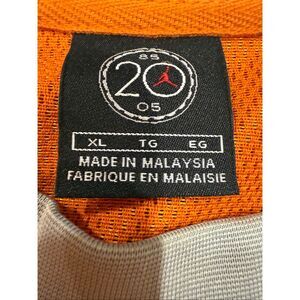 85
20
05
XL TG EG
MADE IN MALAYSIA
FABRIQUE EN MALAISIE